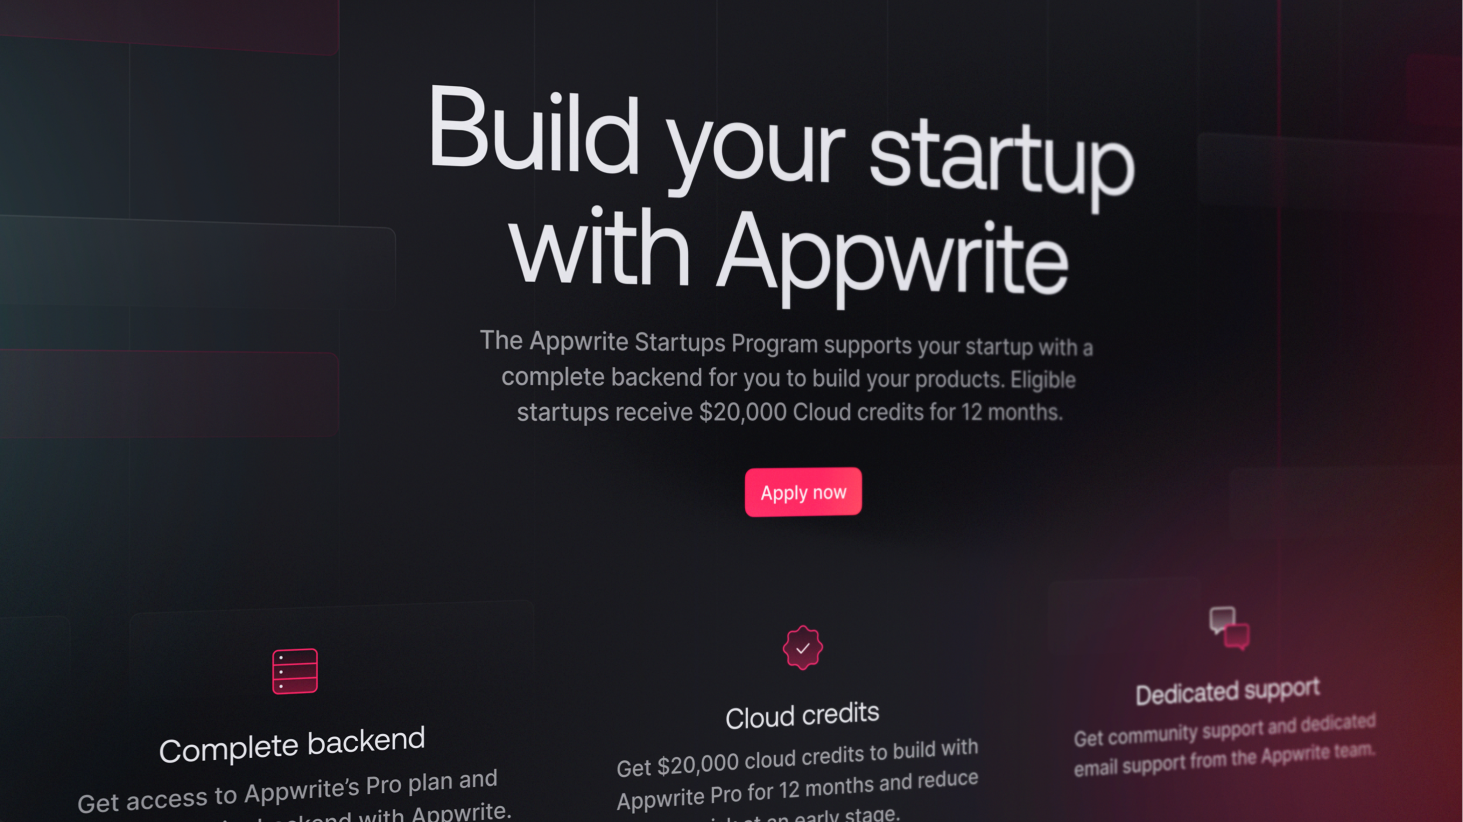 Build your startup
with Appwrite
The Appwrite Startups Program supports your startup with a
complete backend for you to build your products. Eligible
startups receive $20,000 Cloud credits for 12 months.
Apply now
Complete backend
Get access to Appwrite’s Pro plan and
backend with Appwrite.
Cloud credits
Get $20,000 cloud credits to build with
Appwrite Pro for 12 months and reduce
at an early stage.
Dedicated support
Get community support and dedicated
email support from the Appwrite team.